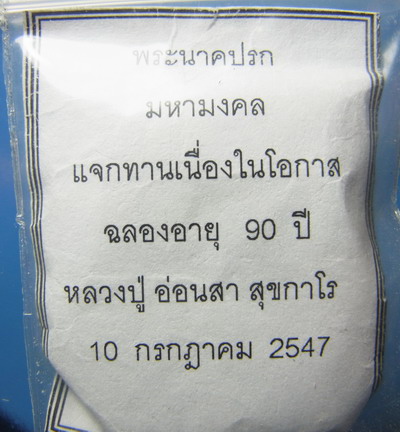 พระนาคปรก
มหามงคล
แจกทานเนื่องในโอกาส
ฉลองอายุ 90 ปี
หลวงปู่ อ่อนสา สุขกาโร
10 กรกฎาคม 2547